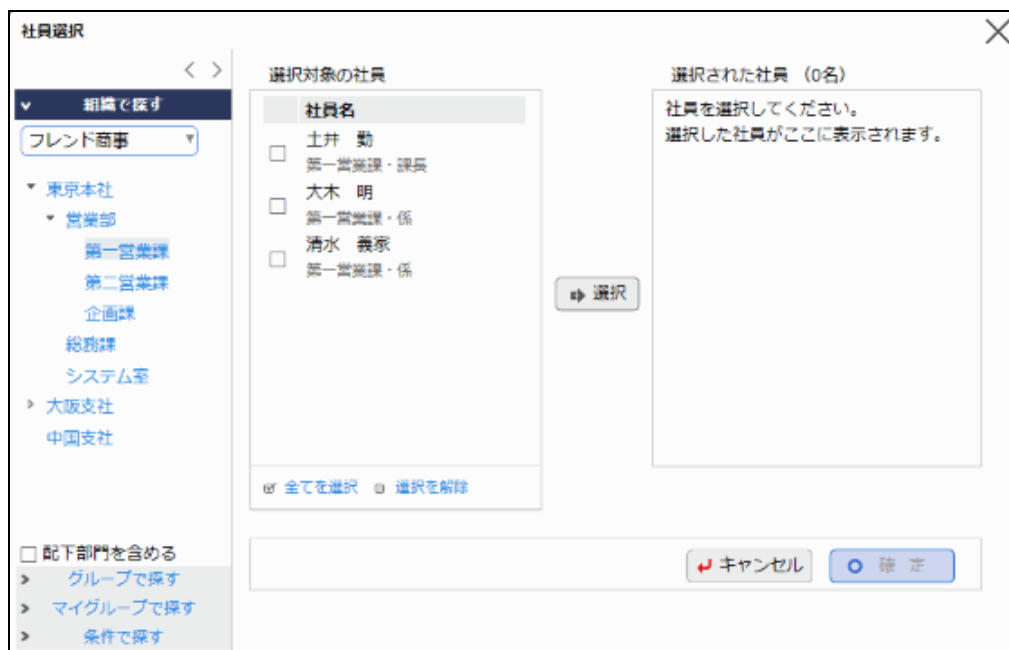 社員選択
組織で探す
フレンド商事
東京本社
営業部
第一営業課
第二営業課
企画課
総務課
システム室
大阪支社
中国支社
配下部門を含める
グループで探す
マイグループで探す
条件で探す
選択対象の社員
社員名
土井　勤
第一営業課・課長
大木　明
第一営業課・係
清水　義家
第一営業課・係
全てを選択 選択を解除
選択
選択された社員 （0名）
社員を選択してください。
選択した社員がここに表示されます。
キャンセル
確　定